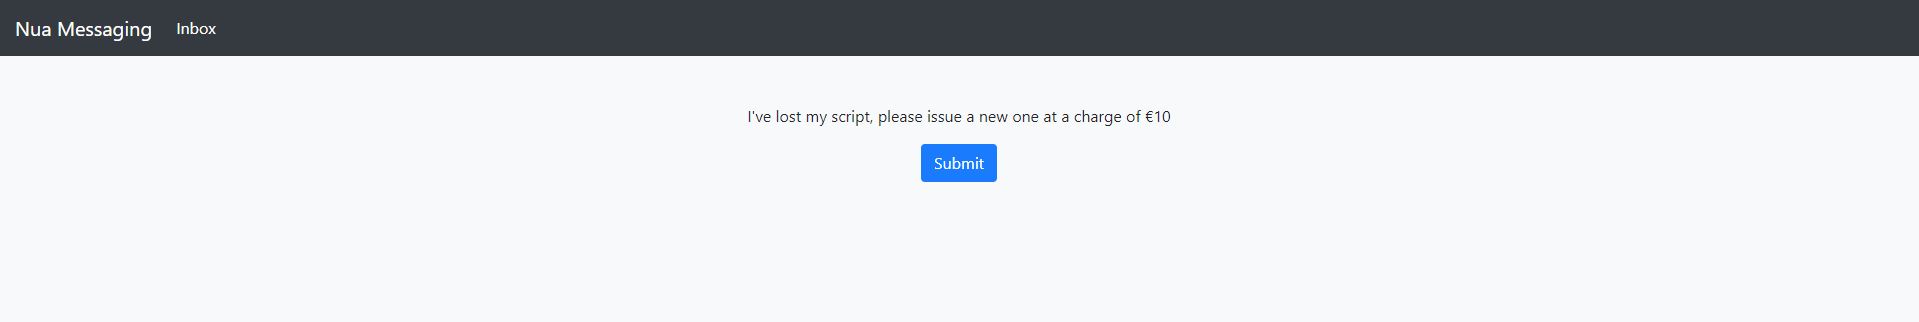 Nua Messaging Inbox
I've lost my script, please issue a new one at a charge of €10
Submit